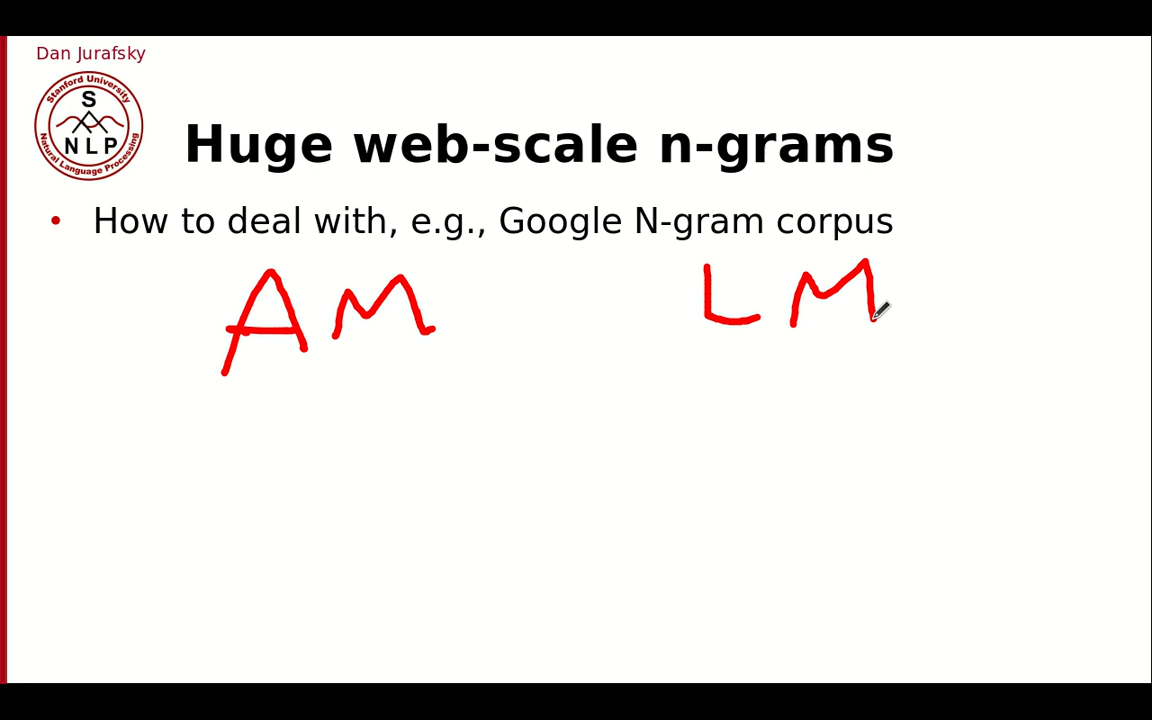 Dan Jurafsky
Stanford University
S
NLP
Natural Language Processing
Huge web-scale n-grams
• How to deal with, e.g., Google N-gram corpus
AM LM